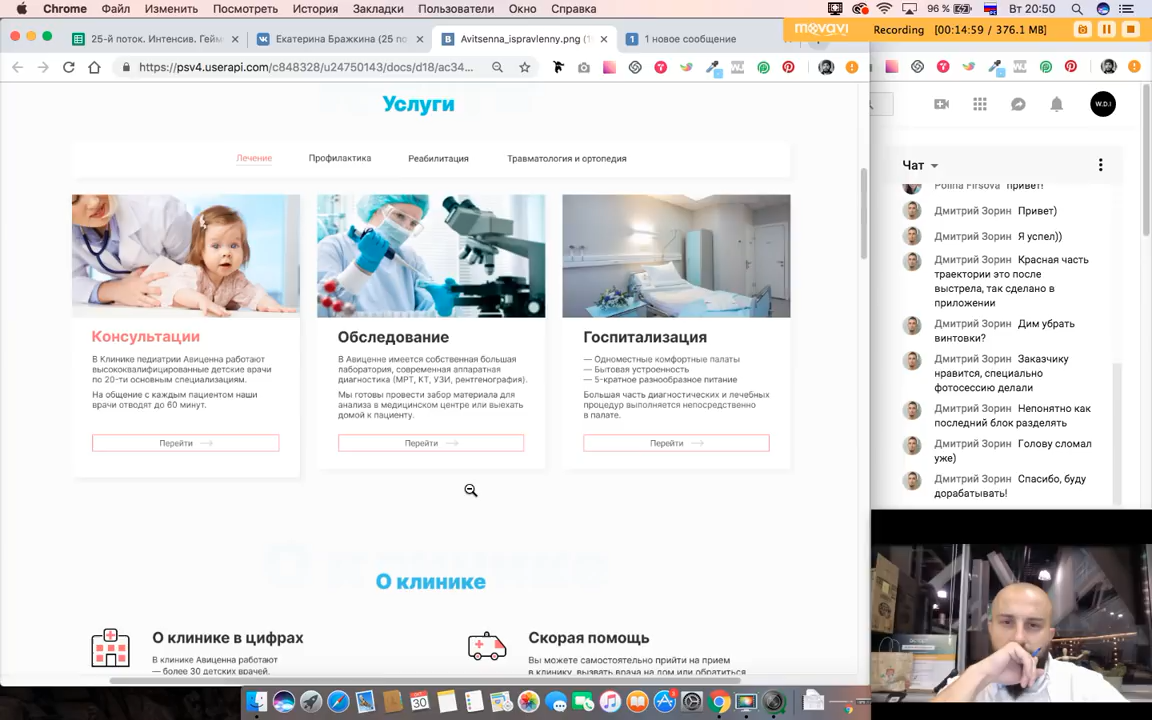 Chrome Файл Изменить Посмотреть История Закладки Пользователи Окно Справка
96 % Вт 20:50
movavi Recording [00:14:59 / 376.1 MB]
25-й поток. Интенсив. Гейм
Екатерина Бражкина (25 по
Avitsenna_ispravlenny.png (1
1 новое сообщение
https://psv4.userapi.com/c848328/u24750143/docs/d18/ac34...
Услуги
Лечение Профилактика Реабилитация Травматология и ортопедия
Консультации
В Клинике педиатрии Авиценна работают
высококвалифицированные детские врачи
по 20-ти основным специализациям.
На общение с каждым пациентом наши
врачи отводят до 60 минут.
Перейти
Обследование
В Авиценне имеется собственная большая
лаборатория, современная аппаратная
диагностика (МРТ, КТ, УЗИ, рентгенография).
Мы готовы провести забор материала для
анализа в медицинском центре или выехать
домой к пациенту.
Перейти
Госпитализация
— Одноместные комфортные палаты
— Бытовая устроенность
— 5-кратное разнообразное питание
Большая часть диагностических и лечебных
процедур выполняется непосредственно
в палате.
Перейти
О клинике
О клинике в цифрах
В клинике Авиценна работают
— более 30 детских врачей.
Скорая помощь
Вы можете самостоятельно прийти на прием
в клинику, вызвать врача на дом или обратиться
W.D.I
Чат
Polina Firsova привет!
Дмитрий Зорин Привет)
Дмитрий Зорин Я успел))
Дмитрий Зорин Красная часть
траектории это после
выстрела, так сделано в
приложении
Дмитрий Зорин Дим убрать
винтовки?
Дмитрий Зорин Заказчику
нравится, специально
фотосессию делали
Дмитрий Зорин Непонятно как
последний блок разделять
Дмитрий Зорин Голову сломал
уже)
Дмитрий Зорин Спасибо, буду
дорабатывать!
30